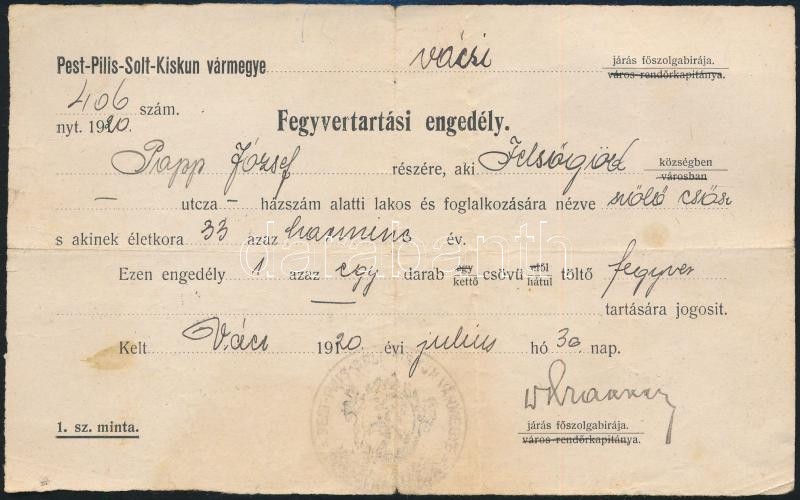 Pest-Pilis-Solt-Kiskun vármegye váczi járás főszolgabirája.
város rendőrkapitánya.
406 szám.
nyt. 1920.
Fegyvertartási engedély.
Papp József részére, aki Felsőgöd községben
városban
— utcza — házszám alatti lakos és foglalkozására nézve szőlő csősz
s akinek életkora 33 azaz harminc év.
Ezen engedély 1 azaz egy darab egy kettő csövű elől hátul töltő fegyver
tartására jogosit.
Kelt Vácz 1920. évi julius hó 30 nap.
járás főszolgabirája.
város-rendőrkapitánya.
1. sz. minta.
darabanth